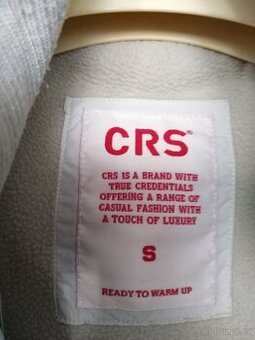 CRS®
CRS IS A BRAND WITH
TRUE CREDENTIALS
OFFERING A RANGE OF
CASUAL FASHION WITH
A TOUCH OF LUXURY
S
READY TO WARM UP